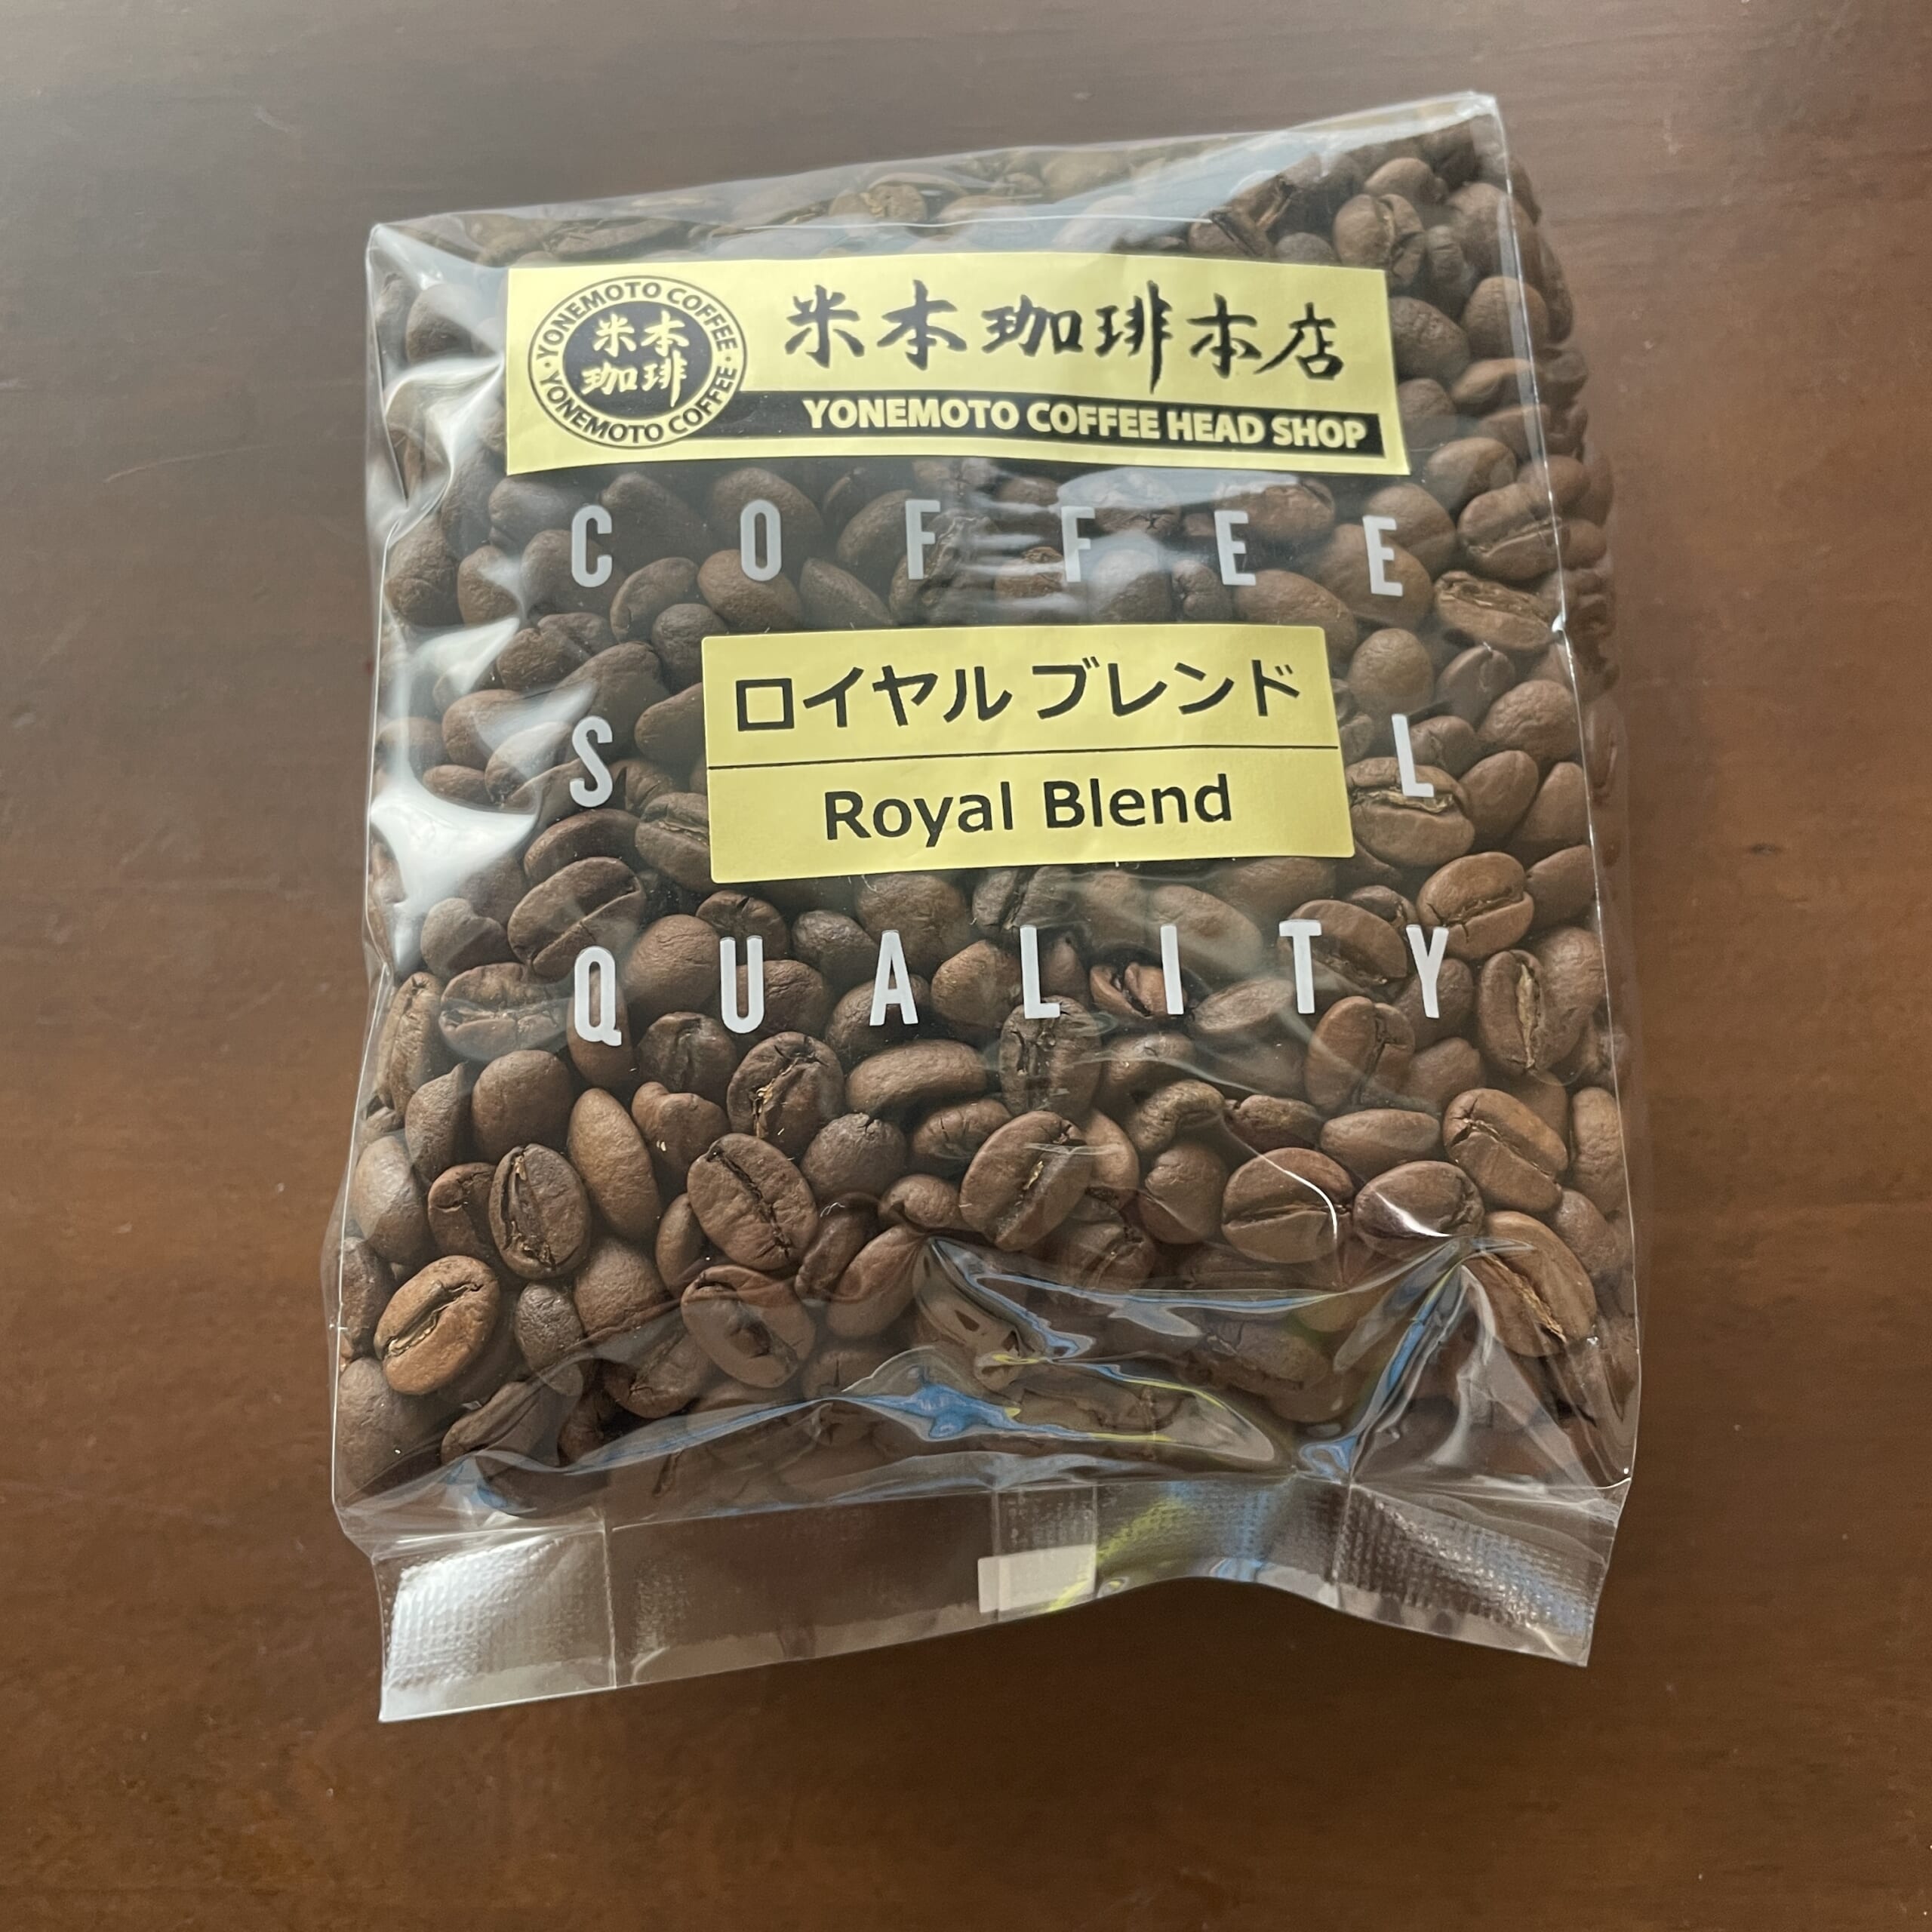 YONEMOTO COFFEE · YONEMOTO COFFEE ·
米本
珈琲
米本珈琲本店
YONEMOTO COFFEE HEAD SHOP
COFFEE
ロイヤル ブレンド
S L
Royal Blend
QUALITY